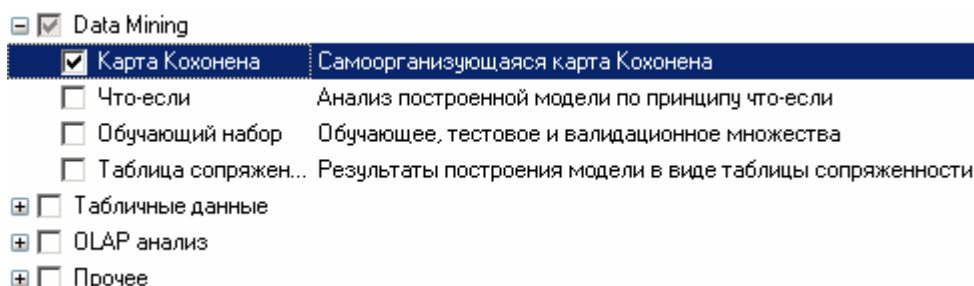 Data Mining
Карта Кохонена Самоорганизующаяся карта Кохонена
Что-если Анализ построенной модели по принципу что-если
Обучающий набор Обучающее, тестовое и валидационное множества
Таблица сопряжен... Результаты построения модели в виде таблицы сопряженности
Табличные данные
OLAP анализ
Прочее